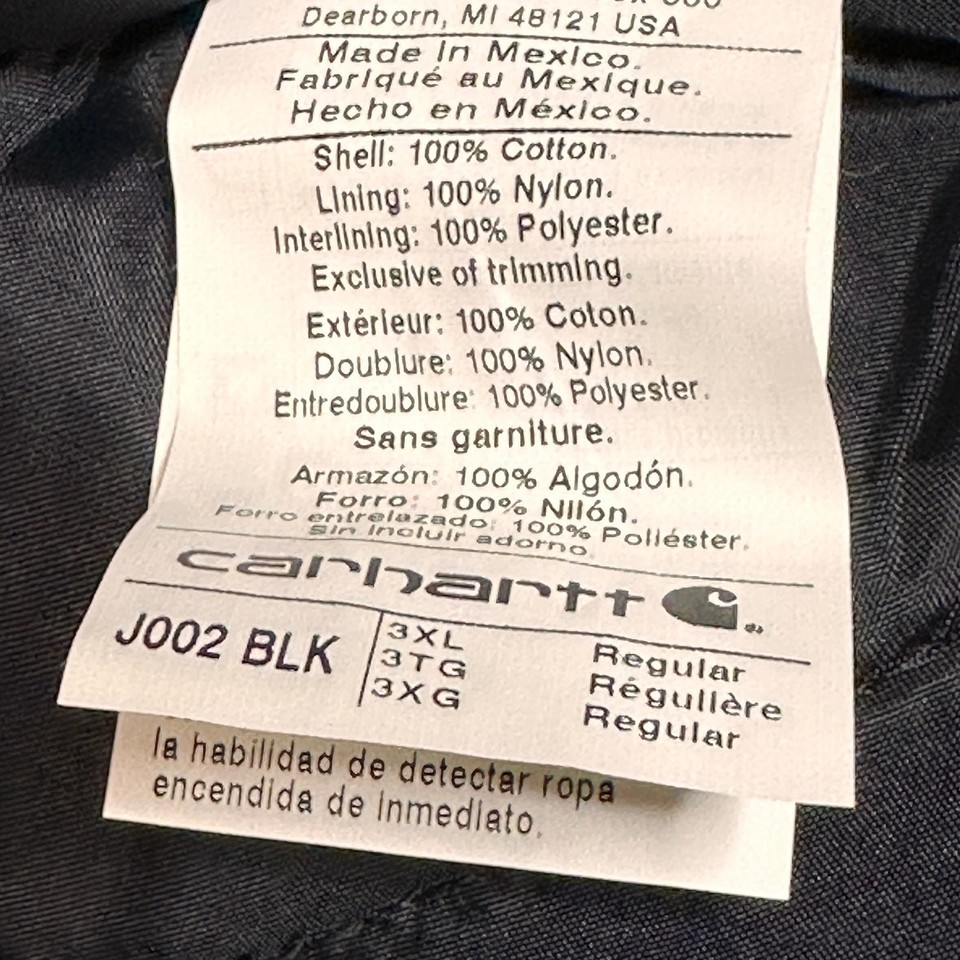 Dearborn, MI 48121 USA
Made in Mexico.
Fabriqué au Mexique.
Hecho en México.
Shell: 100% Cotton.
Lining: 100% Nylon.
Interlining: 100% Polyester.
Exclusive of trimming.
Extérieur: 100% Coton.
Doublure: 100% Nylon.
Entredoublure: 100% Polyester.
Sans garniture.
Armazón: 100% Algodón.
Forro: 100% Nilón.
Forro entrelazado: 100% Poliéster.
Sin incluir adorno.
carhartt
J002 BLK
3XL Regular
3TG Régulière
3XG Regular
la habilidad de detectar ropa
encendida de inmediato.